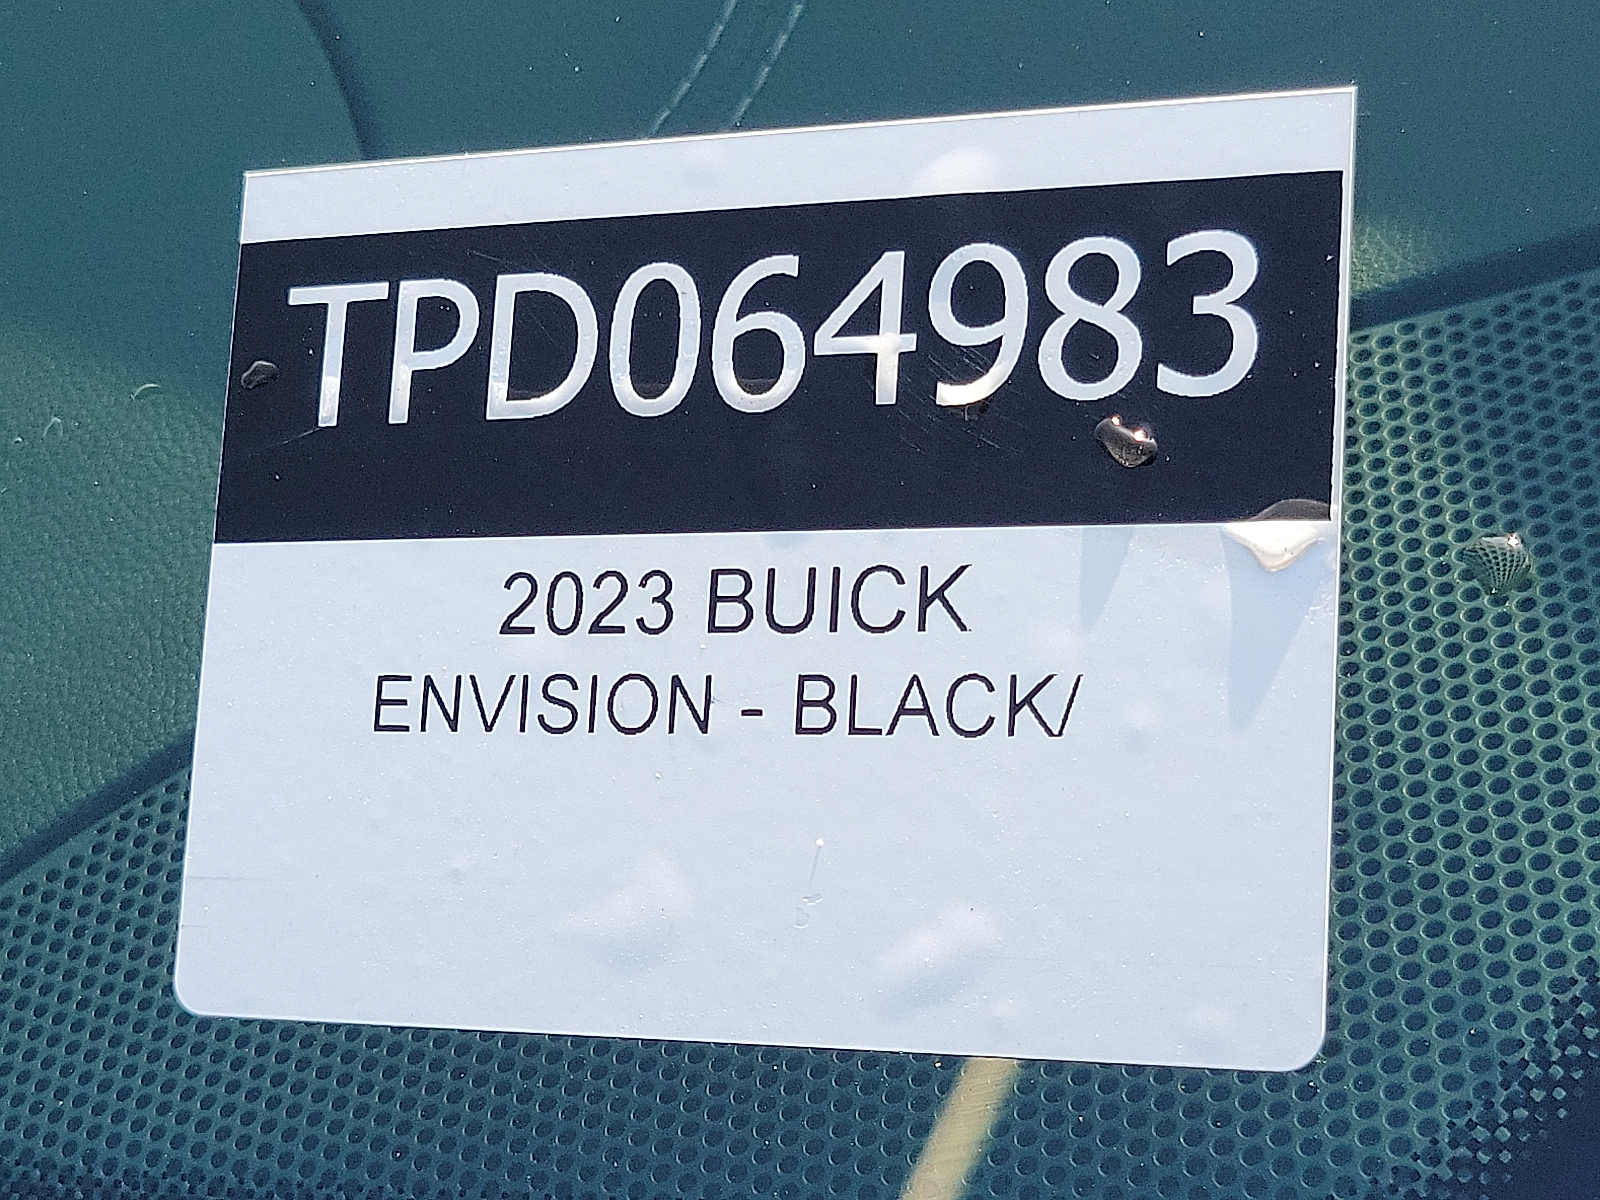 TPD064983
2023 BUICK
ENVISION - BLACK/